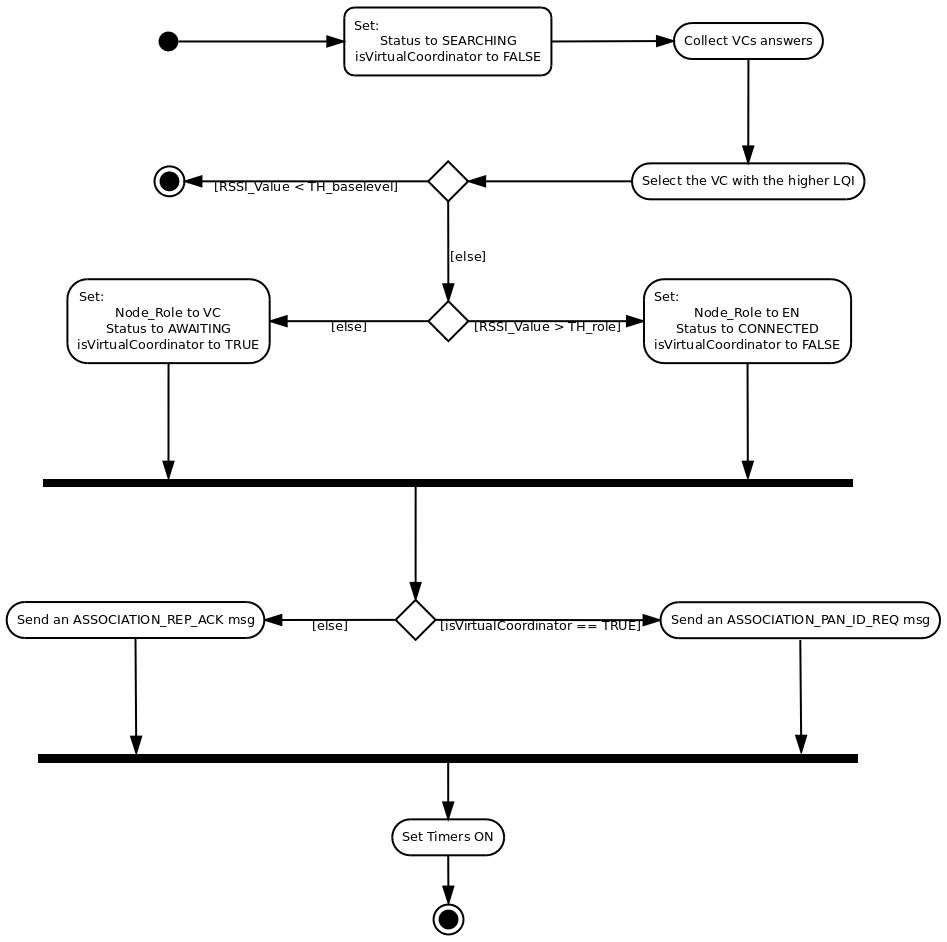 Set:
Status to SEARCHING
isVirtualCoordinator to FALSE
Collect VCs answers
Select the VC with the higher LQI
[RSSI_Value < TH_baselevel]
[else]
Set:
Node_Role to VC
Status to AWAITING
isVirtualCoordinator to TRUE
[else]
[RSSI_Value > TH_role]
Set:
Node_Role to EN
Status to CONNECTED
isVirtualCoordinator to FALSE
Send an ASSOCIATION_REP_ACK msg
[else]
[isVirtualCoordinator == TRUE]
Send an ASSOCIATION_PAN_ID_REQ msg
Set Timers ON